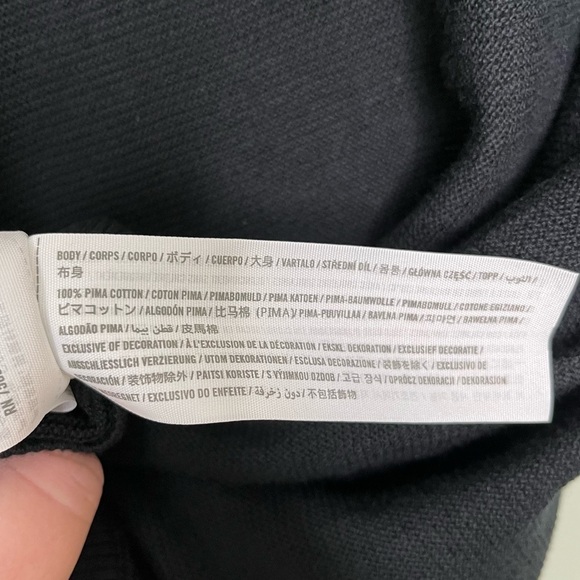 BODY / CORPS / CORPO / ボディ / CUERPO / 大身 / VARTALO / STŘEDNÍ DÍL / 몸통 / GŁÓWNA CZĘŚĆ / TOPP / الثوب /
布身
100% PIMA COTTON / COTON PIMA / PIMABOMULD / PIMA KATOEN / PIMA-BAUMWOLLE / PIMABOMULL / COTONE EGIZIANO /
ピマコットン / ALGODÓN PIMA / 比马棉 (PIMA) / PIMA-PUUVILLAA / BAVLNA PIMA / 피마면 / BAWEŁNA PIMA /
ALGODÃO PIMA / قطن بيما / 皮馬棉
EXCLUSIVE OF DECORATION / À L'EXCLUSION DE LA DÉCORATION / EKSKL. DEKORATION / EXCLUSIEF DECORATIE /
AUSSCHLIESSLICH VERZIERUNG / UTOM DEKORATIONEN / ESCLUSA DECORAZIONE / 装飾を除く / EXCLUSIVO DE
DECORACIÓN / 装饰物除外 / PAITSI KORISTE / S VÝJIMKOU OZDOB / 고급 장식 / OPRÓCZ DEKORACJI / DEKORASION
EXCLUSIVO DO ENFEITE / دون زخرفة / 不包括飾物
RN